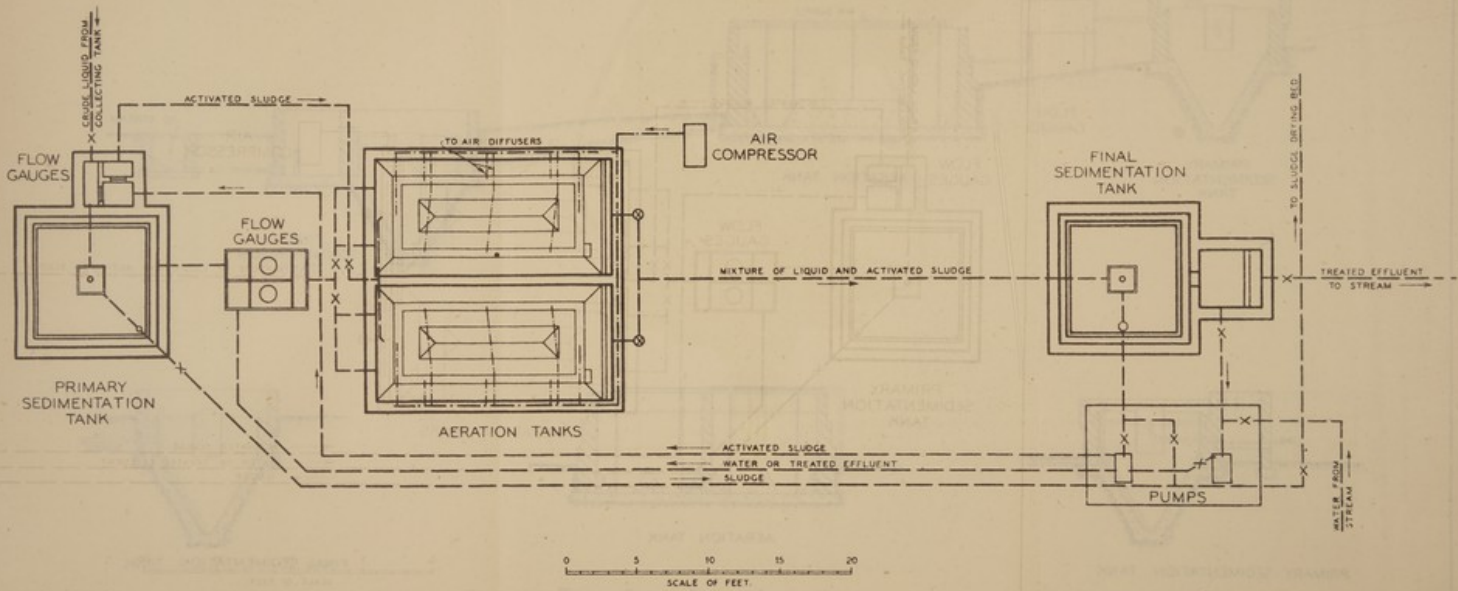 CRUDE LIQUID FROM
COLLECTING TANK
ACTIVATED SLUDGE
FLOW
GAUGES
TO AIR DIFFUSERS
AIR
COMPRESSOR
FINAL
SEDIMENTATION
TANK
TO SLUDGE DRYING BED
FLOW
GAUGES
MIXTURE OF LIQUID AND ACTIVATED SLUDGE
TREATED EFFLUENT
TO STREAM
PRIMARY
SEDIMENTATION
TANK
AERATION TANKS
ACTIVATED SLUDGE
WATER OR TREATED EFFLUENT
SLUDGE
PUMPS
WATER FROM
STREAM
0 5 10 15 20
SCALE OF FEET.